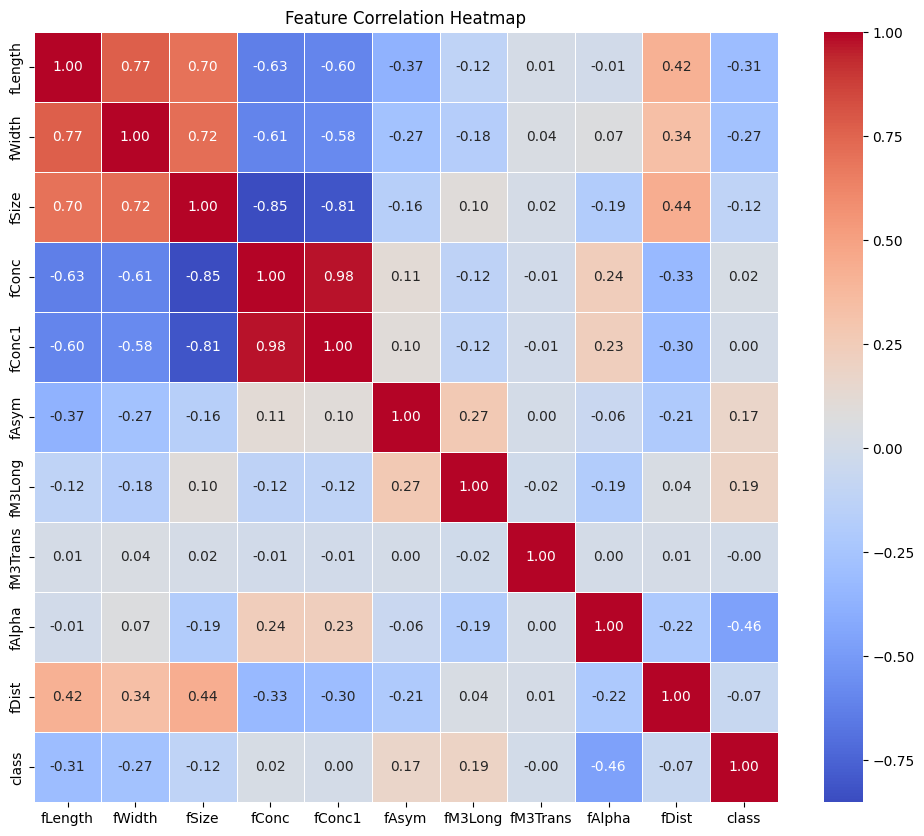 Feature Correlation Heatmap
fLength 1.00 0.77 0.70 -0.63 -0.60 -0.37 -0.12 0.01 -0.01 0.42 -0.31
fWidth 0.77 1.00 0.72 -0.61 -0.58 -0.27 -0.18 0.04 0.07 0.34 -0.27
fSize 0.70 0.72 1.00 -0.85 -0.81 -0.16 0.10 0.02 -0.19 0.44 -0.12
fConc -0.63 -0.61 -0.85 1.00 0.98 0.11 -0.12 -0.01 0.24 -0.33 0.02
fConc1 -0.60 -0.58 -0.81 0.98 1.00 0.10 -0.12 -0.01 0.23 -0.30 0.00
fAsym -0.37 -0.27 -0.16 0.11 0.10 1.00 0.27 0.00 -0.06 -0.21 0.17
fM3Long -0.12 -0.18 0.10 -0.12 -0.12 0.27 1.00 -0.02 -0.19 0.04 0.19
fM3Trans 0.01 0.04 0.02 -0.01 -0.01 0.00 -0.02 1.00 0.00 0.01 -0.00
fAlpha -0.01 0.07 -0.19 0.24 0.23 -0.06 -0.19 0.00 1.00 -0.22 -0.46
fDist 0.42 0.34 0.44 -0.33 -0.30 -0.21 0.04 0.01 -0.22 1.00 -0.07
class -0.31 -0.27 -0.12 0.02 0.00 0.17 0.19 -0.00 -0.46 -0.07 1.00
fLength fWidth fSize fConc fConc1 fAsym fM3Long fM3Trans fAlpha fDist class
1.00
0.75
0.50
0.25
0.00
−0.25
−0.50
−0.75